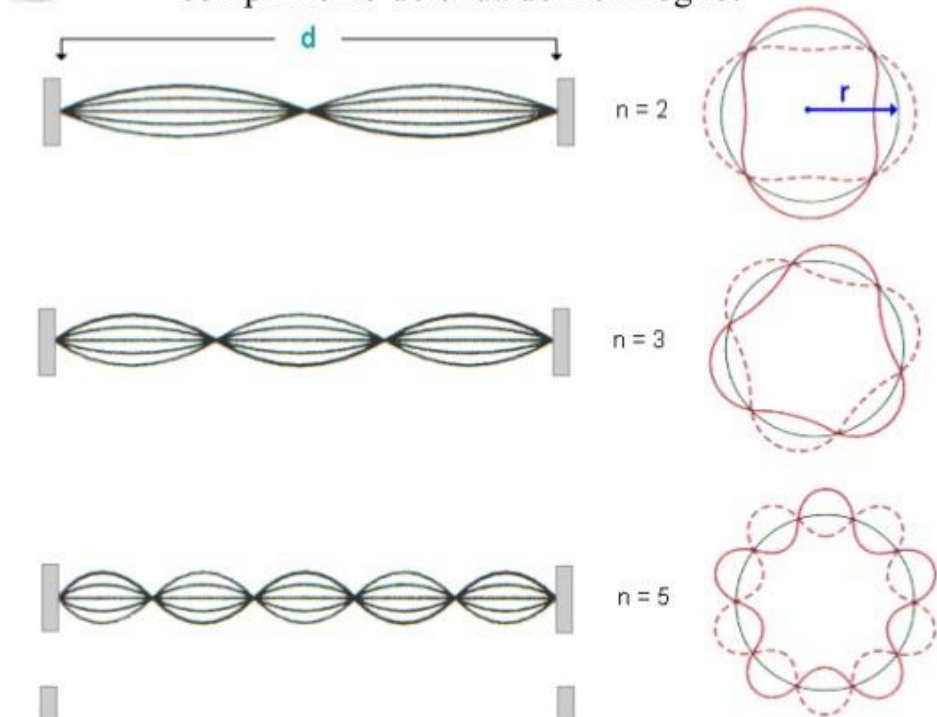 d
n = 2
r
n = 3
n = 5